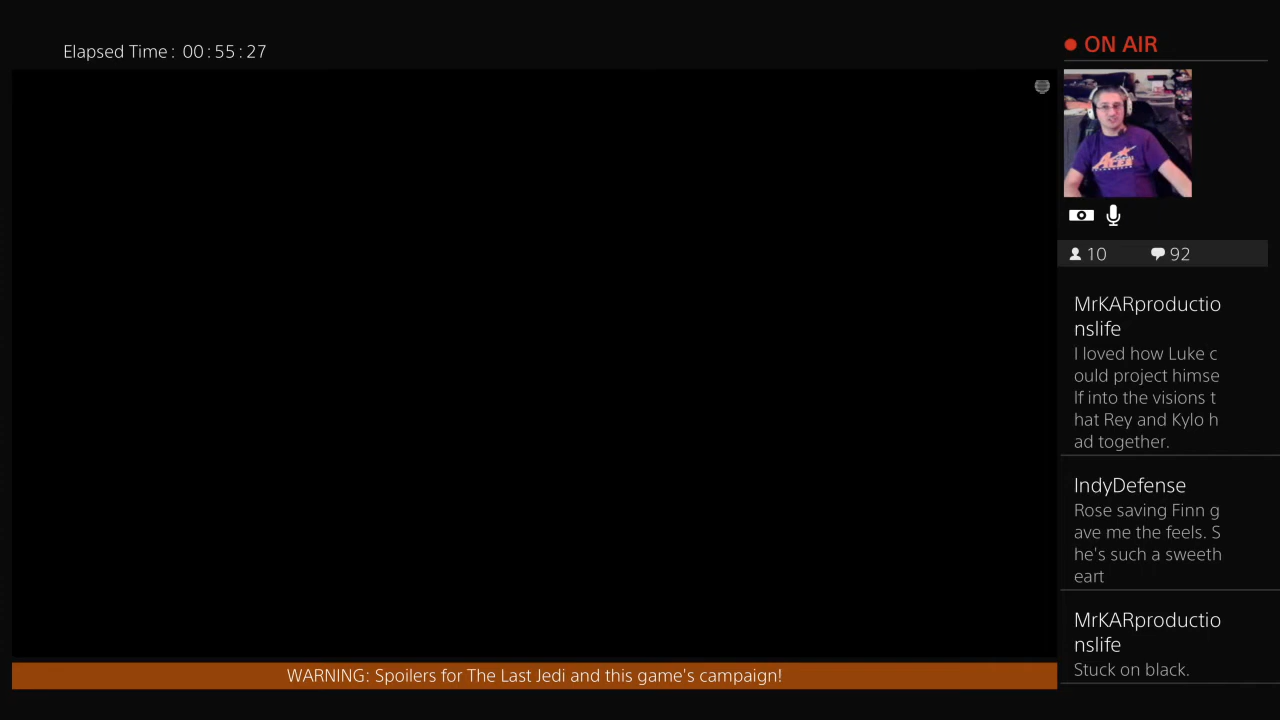 Elapsed Time: 00:55:27
ON AIR
10 92
MrKARproductio
nslife
I loved how Luke c
ould project himse
lf into the visions t
hat Rey and Kylo h
ad together.
IndyDefense
Rose saving Finn g
ave me the feels. S
he's such a sweeth
eart
MrKARproductio
nslife
Stuck on black.
WARNING: Spoilers for The Last Jedi and this game's campaign!